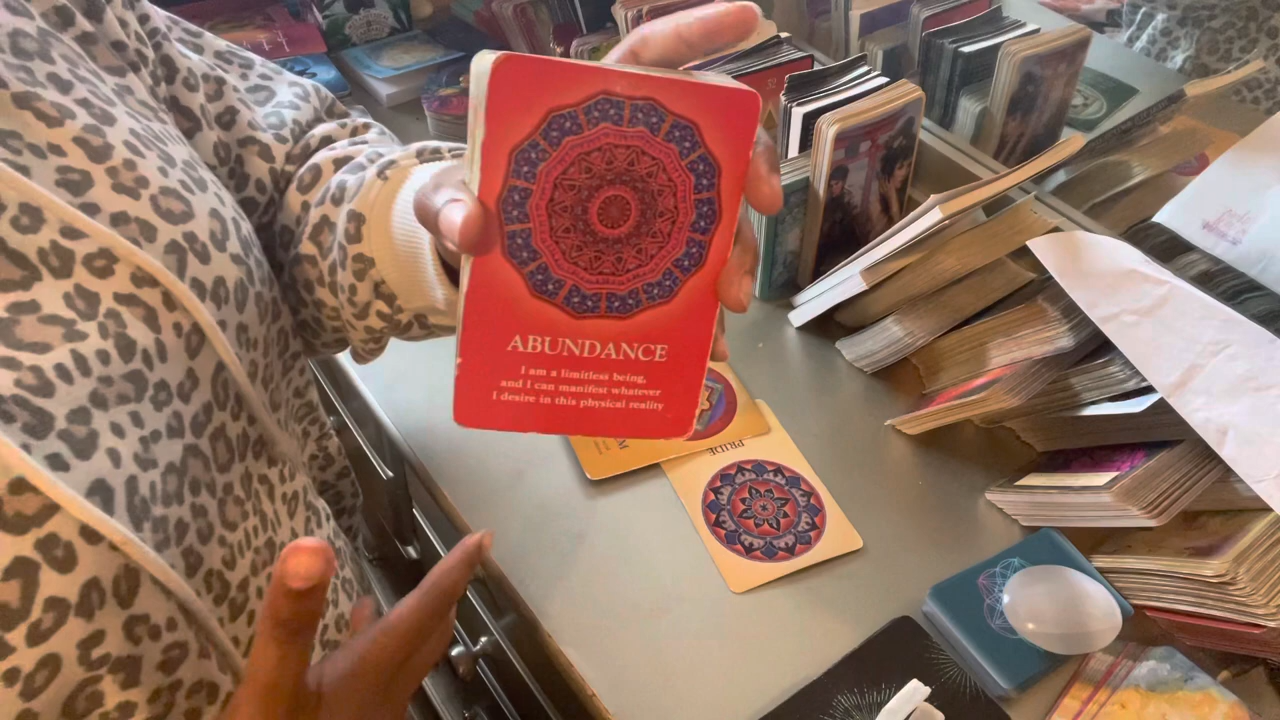 ABUNDANCE
I am a limitless being,
and I can manifest whatever
I desire in this physical reality
PRIDE